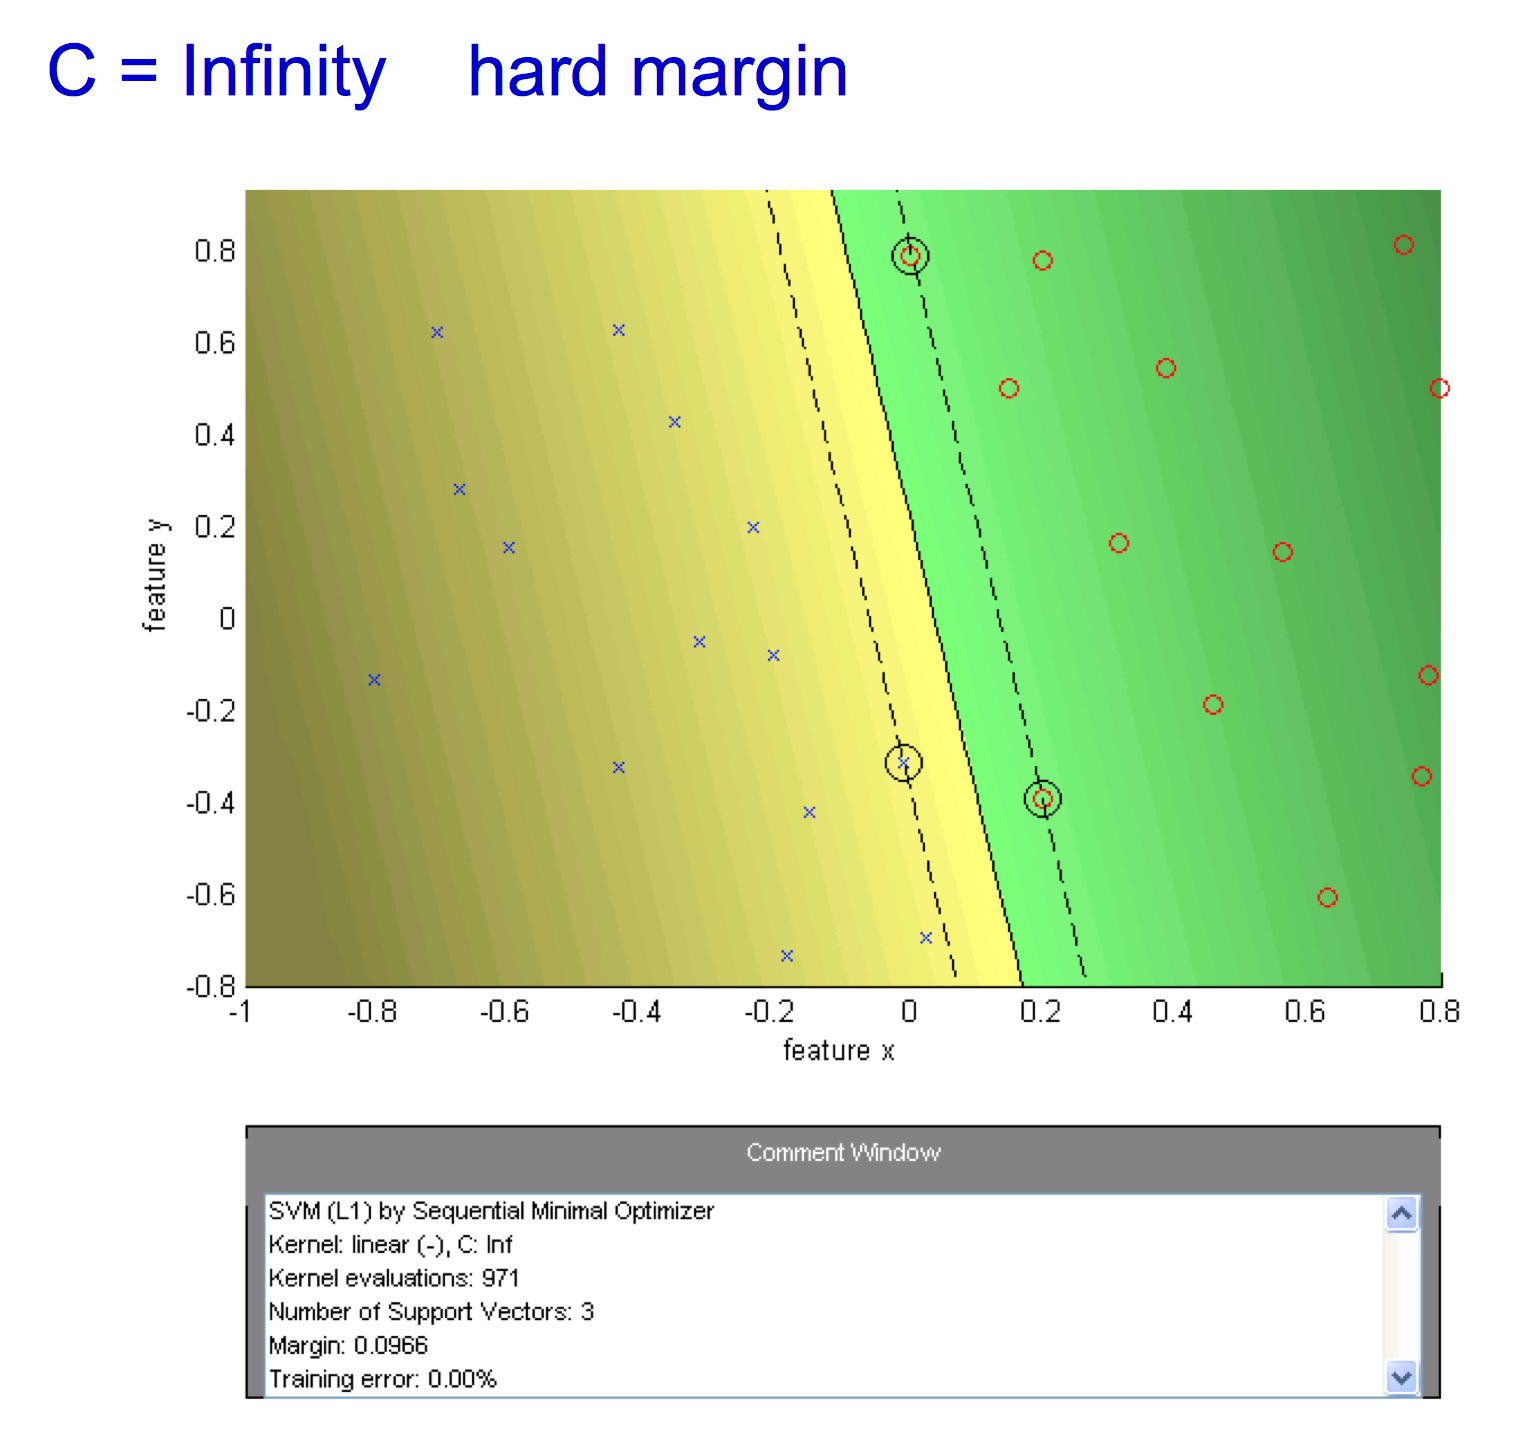 C = Infinity hard margin
0.8
0.6
0.4
0.2
0
-0.2
-0.4
-0.6
-0.8
feature y
-1 -0.8 -0.6 -0.4 -0.2 0 0.2 0.4 0.6 0.8
feature x
Comment Window
SVM (L1) by Sequential Minimal Optimizer
Kernel: linear (-), C: Inf
Kernel evaluations: 971
Number of Support Vectors: 3
Margin: 0.0966
Training error: 0.00%